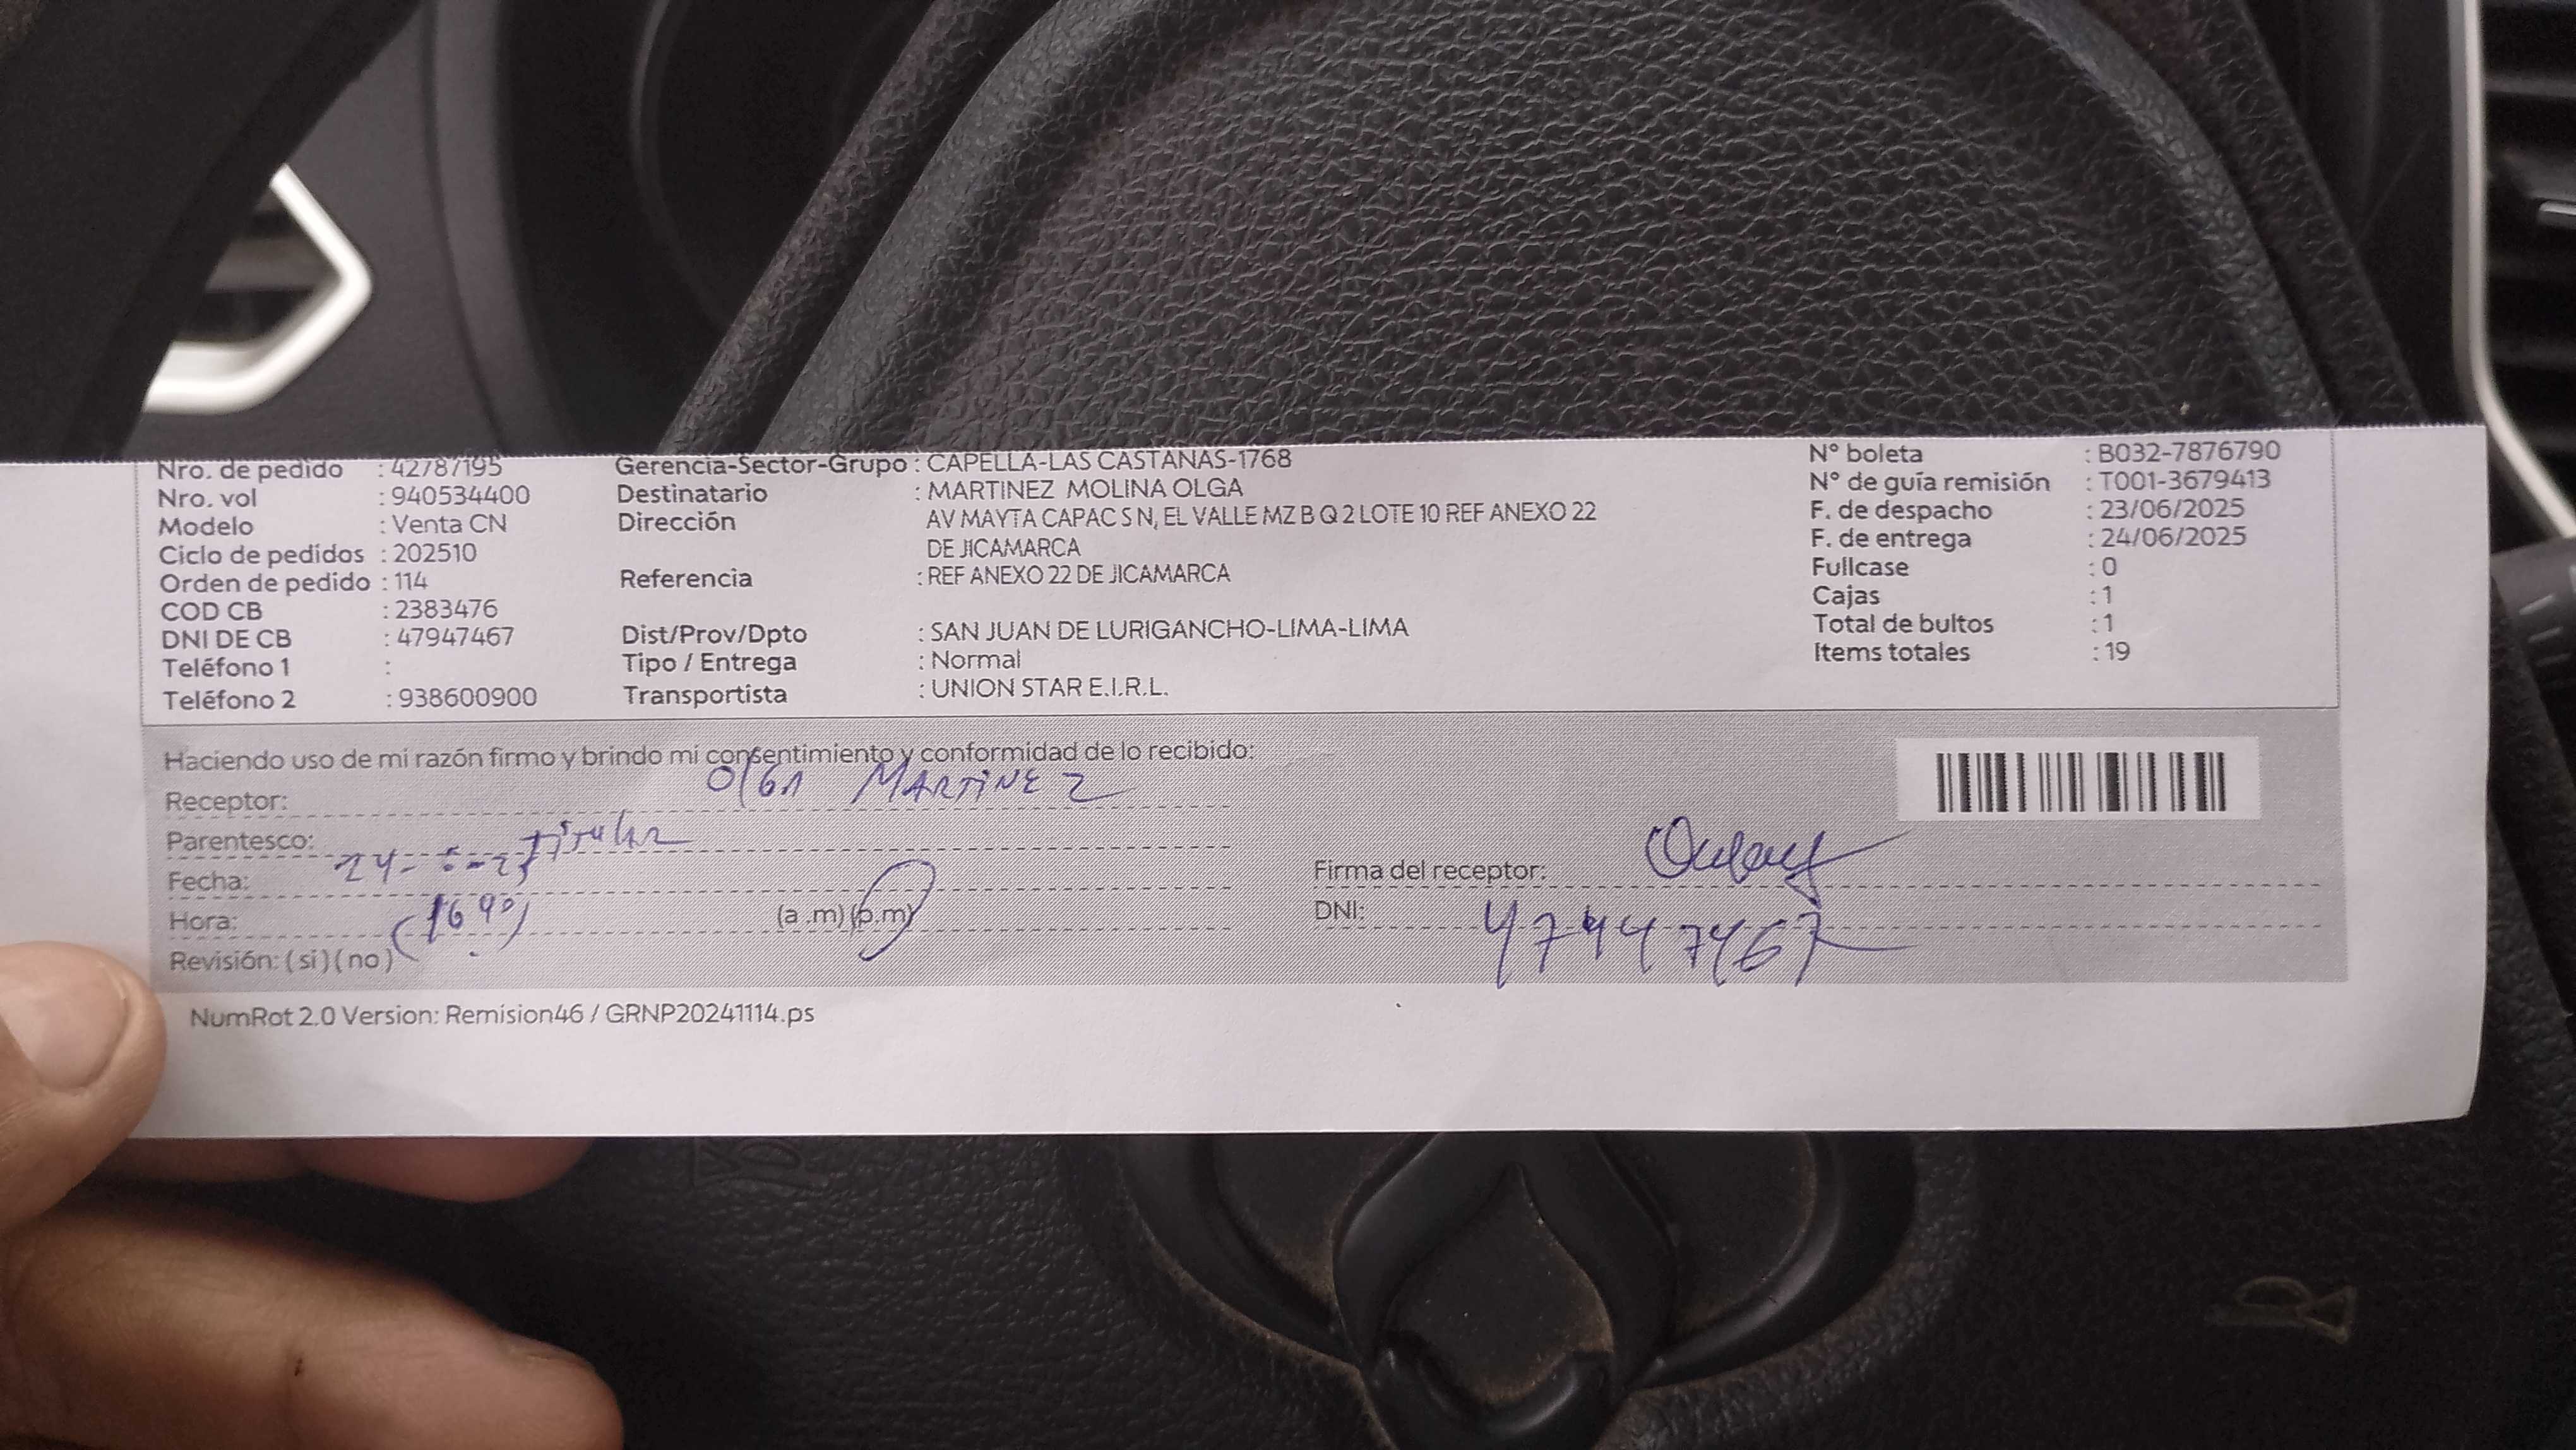 Nro. de pedido : 42787195
Nro. vol : 940534400
Modelo : Venta CN
Ciclo de pedidos : 202510
Orden de pedido : 114
COD CB : 2383476
DNI DE CB : 47947467
Teléfono 1 :
Teléfono 2 : 938600900
Gerencia-Sector-Grupo : CAPELLA-LAS CASTANAS-1768
Destinatario : MARTINEZ MOLINA OLGA
Dirección AV MAYTA CAPAC S N, EL VALLE MZ B Q 2 LOTE 10 REF ANEXO 22
DE JICAMARCA
Referencia : REF ANEXO 22 DE JICAMARCA
Dist/Prov/Dpto : SAN JUAN DE LURIGANCHO-LIMA-LIMA
Tipo / Entrega : Normal
Transportista : UNION STAR E.I.R.L.
N° boleta : B032-7876790
N° de guía remisión : T001-3679413
F. de despacho : 23/06/2025
F. de entrega : 24/06/2025
Fullcase : 0
Cajas : 1
Total de bultos : 1
Items totales : 19
Haciendo uso de mi razón firmo y brindo mi consentimiento y conformidad de lo recibido:
Receptor: OlGA MARTINEZ
Parentesco: titular
Fecha:
Hora: (a .m) (p.m)
Revisión: ( si ) ( no )
Firma del receptor:
DNI: 47947467
NumRot 2.0 Version: Remision46 / GRNP20241114.ps